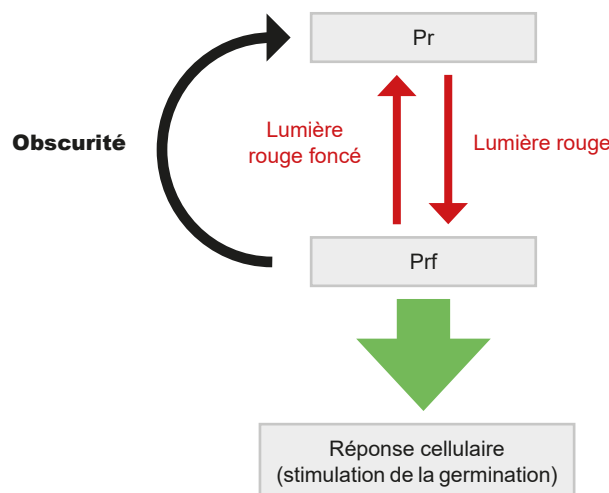 Pr
Obscurité
Lumière
rouge foncé
Lumière rouge
Prf
Réponse cellulaire
(stimulation de la germination)